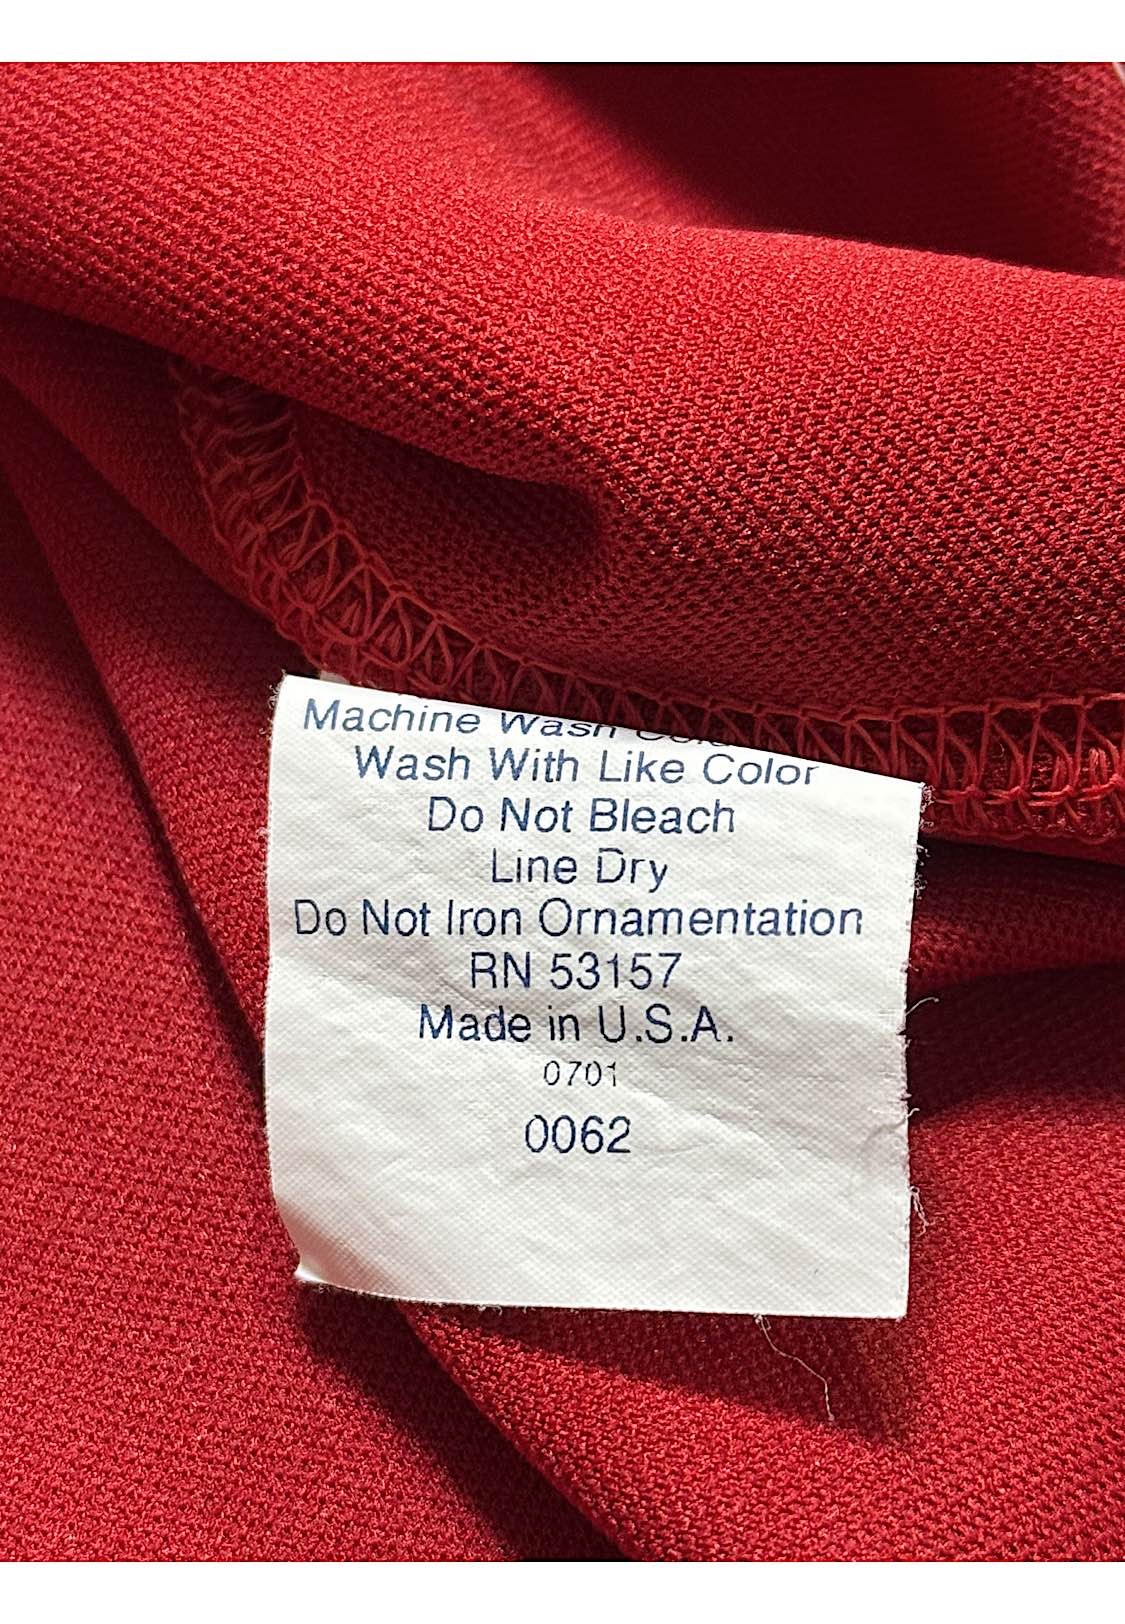 Machine Wash Cold
Wash With Like Color
Do Not Bleach
Line Dry
Do Not Iron Ornamentation
RN 53157
Made in U.S.A.
0701
0062